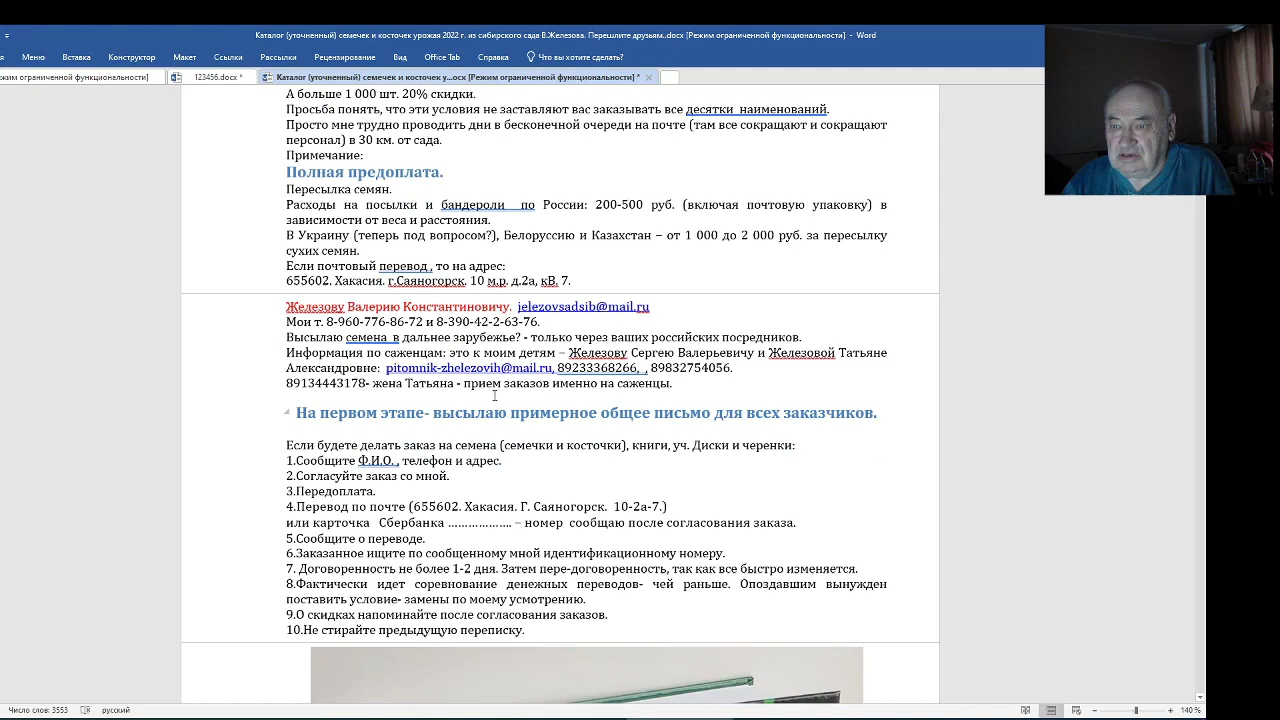 Каталог (уточненный) семечек и косточек урожая 2022 г. из сибирского сада В.Железова. Перешлите друзьям..docx [Режим ограниченной функциональности] - Word
Меню Вставка Конструктор Макет Ссылки Рассылки Рецензирование Вид Office Tab Справка Что вы хотите сделать?
жим ограниченной функциональности] 123456.docx * Каталог (уточненный) семечек и косточек у...ocx [Режим ограниченной функциональности] *
А больше 1 000 шт. 20% скидки.
Просьба понять, что эти условия не заставляют вас заказывать все десятки наименований.
Просто мне трудно проводить дни в бесконечной очереди на почте (там все сокращают и сокращают
персонал) в 30 км. от сада.
Примечание:
Полная предоплата.
Пересылка семян.
Расходы на посылки и бандероли по России: 200-500 руб. (включая почтовую упаковку) в
зависимости от веса и расстояния.
В Украину (теперь под вопросом?), Белоруссию и Казахстан – от 1 000 до 2 000 руб. за пересылку
сухих семян.
Если почтовый перевод , то на адрес:
655602. Хакасия. г.Саяногорск. 10 м.р. д.2а, кВ. 7.
Железову Валерию Константиновичу. jelezovsadsib@mail.ru
Мои т. 8-960-776-86-72 и 8-390-42-2-63-76.
Высылаю семена в дальнее зарубежье? - только через ваших российских посредников.
Информация по саженцам: это к моим детям – Железову Сергею Валерьевичу и Железовой Татьяне
Александровне: pitomnik-zhelezovih@mail.ru, 89233368266, , 89832754056.
89134443178- жена Татьяна - прием заказов именно на саженцы.
На первом этапе- высылаю примерное общее письмо для всех заказчиков.
Если будете делать заказ на семена (семечки и косточки), книги, уч. Диски и черенки:
1.Сообщите Ф.И.О. , телефон и адрес.
2.Согласуйте заказ со мной.
3.Передоплата.
4.Перевод по почте (655602. Хакасия. Г. Саяногорск. 10-2а-7.)
или карточка Сбербанка ………………. – номер сообщаю после согласования заказа.
5.Сообщите о переводе.
6.Заказанное ищите по сообщенному мной идентификационному номеру.
7. Договоренность не более 1-2 дня. Затем пере-договоренность, так как все быстро изменяется.
8.Фактически идет соревнование денежных переводов- чей раньше. Опоздавшим вынужден
поставить условие- замены по моему усмотрению.
9.О скидках напоминайте после согласования заказов.
10.Не стирайте предыдущую переписку.
Число слов: 3553 русский 140 %